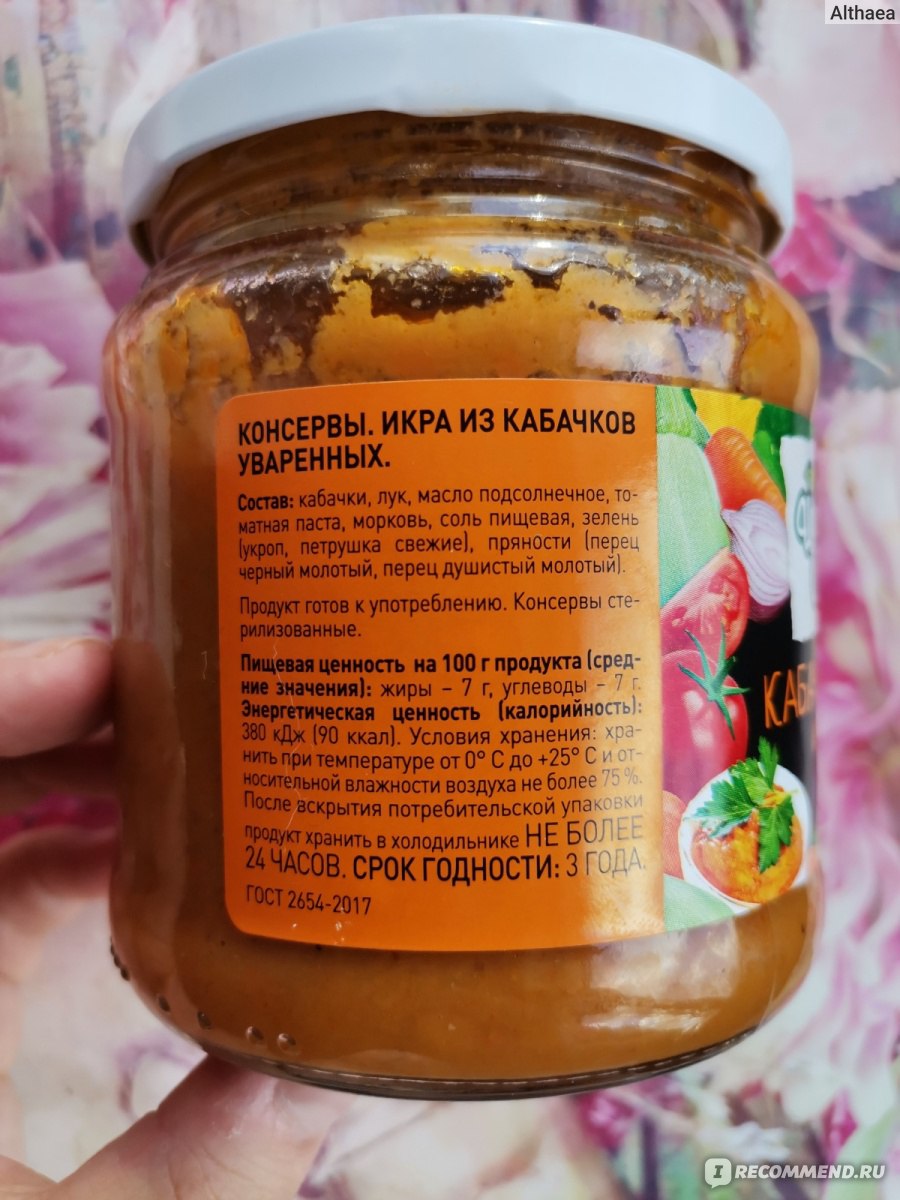 Althaea
КОНСЕРВЫ. ИКРА ИЗ КАБАЧКОВ
УВАРЕННЫХ.
Состав: кабачки, лук, масло подсолнечное, то-
матная паста, морковь, соль пищевая, зелень
(укроп, петрушка свежие), пряности (перец
черный молотый, перец душистый молотый).
Продукт готов к употреблению. Консервы сте-
рилизованные.
Пищевая ценность на 100 г продукта (сред-
ние значения): жиры – 7 г, углеводы – 7 г.
Энергетическая ценность (калорийность):
380 кДж (90 ккал). Условия хранения: хра-
нить при температуре от 0° С до +25° С и от-
носительной влажности воздуха не более 75 %.
После вскрытия потребительской упаковки
продукт хранить в холодильнике НЕ БОЛЕЕ
24 ЧАСОВ. СРОК ГОДНОСТИ: 3 ГОДА.
ГОСТ 2654-2017
КАБ
IRECOMMEND.RU